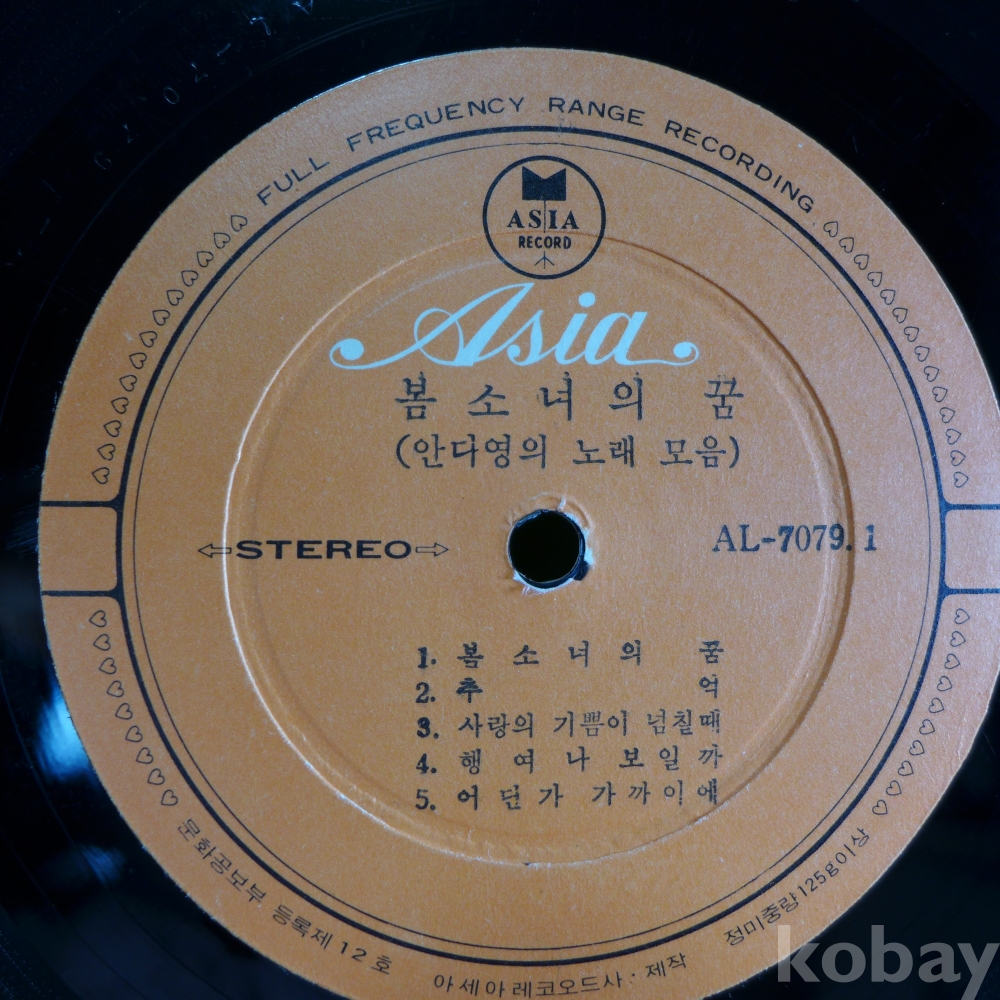 FULL FREQUENCY RANGE RECORDING
ASIA
RECORD
Asia
봄 소 녀 의 꿈
(안다영의 노래 모음)
STEREO
AL-7079.1
1. 봄 소 녀 의 꿈
2. 추 억
3. 사랑의 기쁨이 넘칠때
4. 행 여 나 보 일 까
5. 어 딘 가 가 까 이 에
문화공보부 등록제 12호
아세아레코오드사·제작
정미중량125g이상
kobay